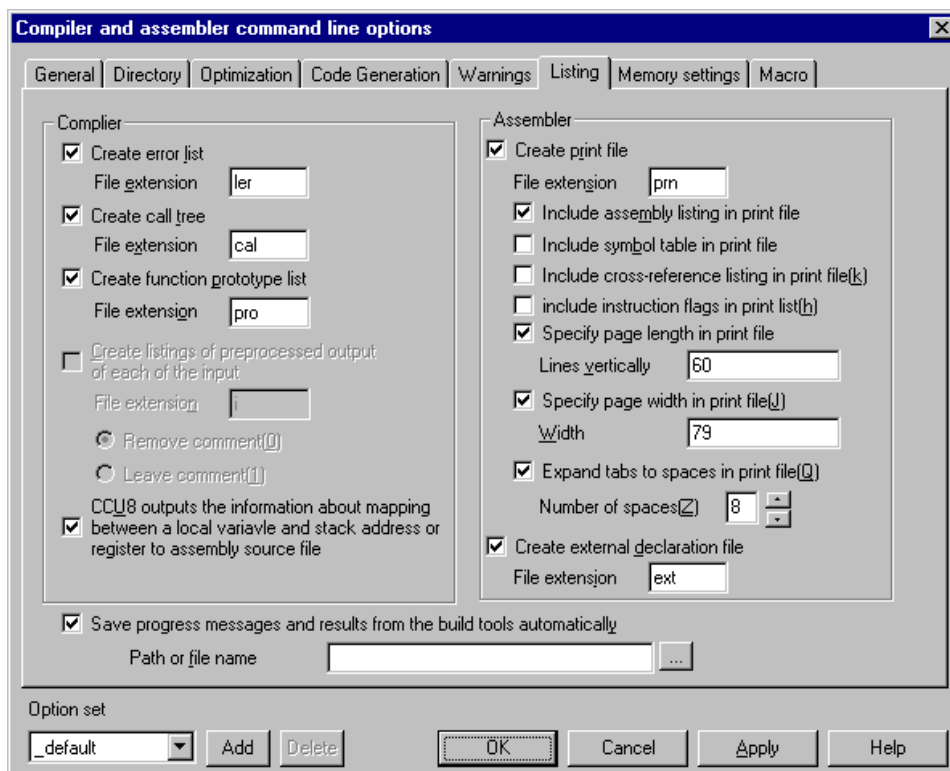 Compiler and assembler command line options
General Directory Optimization Code Generation Warnings Listing Memory settings Macro
Complier
Create error list
File extension ler
Create call tree
File extension cal
Create function prototype list
File extension pro
Create listings of preprocessed output
of each of the input
File extension i
Remove comment(0)
Leave comment(1)
CCU8 outputs the information about mapping
between a local variavle and stack address or
register to assembly source file
Assembler
Create print file
File extension prn
Include assembly listing in print file
Include symbol table in print file
Include cross-reference listing in print file(k)
include instruction flags in print list(h)
Specify page length in print file
Lines vertically 60
Specify page width in print file(J)
Width 79
Expand tabs to spaces in print file(Q)
Number of spaces(Z) 8
Create external declaration file
File extension ext
Save progress messages and results from the build tools automatically
Path or file name ...
Option set
_default Add Delete OK Cancel Apply Help